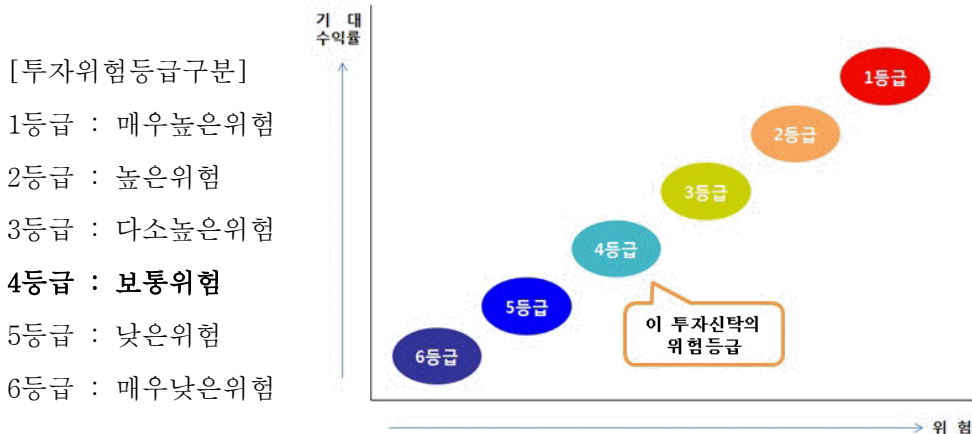 [투자위험등급구분]
1등급 : 매우높은위험
2등급 : 높은위험
3등급 : 다소높은위험
4등급 : 보통위험
5등급 : 낮은위험
6등급 : 매우낮은위험
기 대
수익률
1등급
2등급
3등급
4등급
5등급
6등급
이 투자신탁의
위험등급
위 험